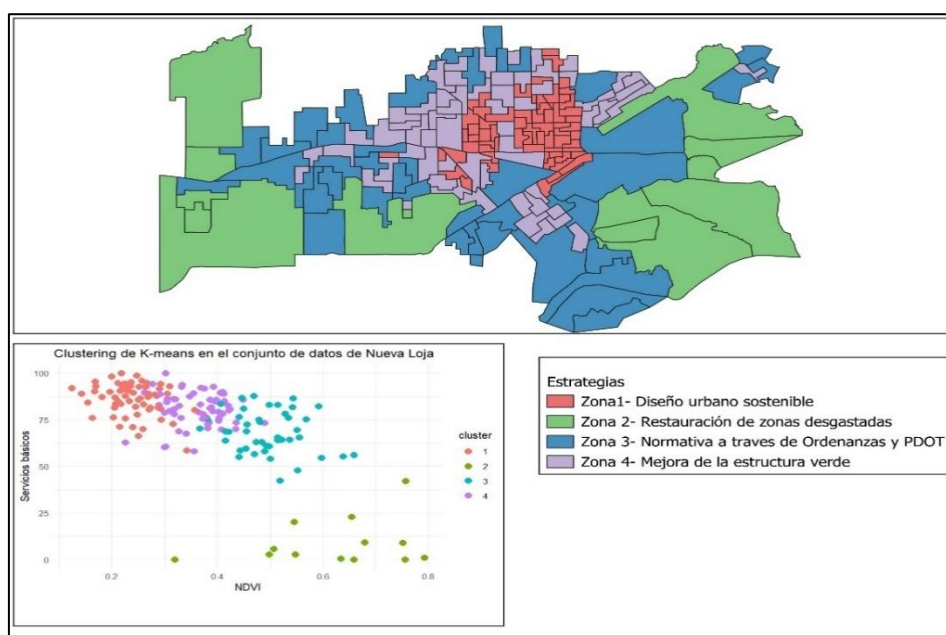 Clustering de K-means en el conjunto de datos de Nueva Loja
100
75
50
25
0
Servicios básicos
0.2
0.4
0.6
0.8
NDVI
cluster
1
2
3
4
Estrategias
Zona1- Diseño urbano sostenible
Zona 2- Restauración de zonas desgastadas
Zona 3- Normativa a traves de Ordenanzas y PDOT
Zona 4- Mejora de la estructura verde